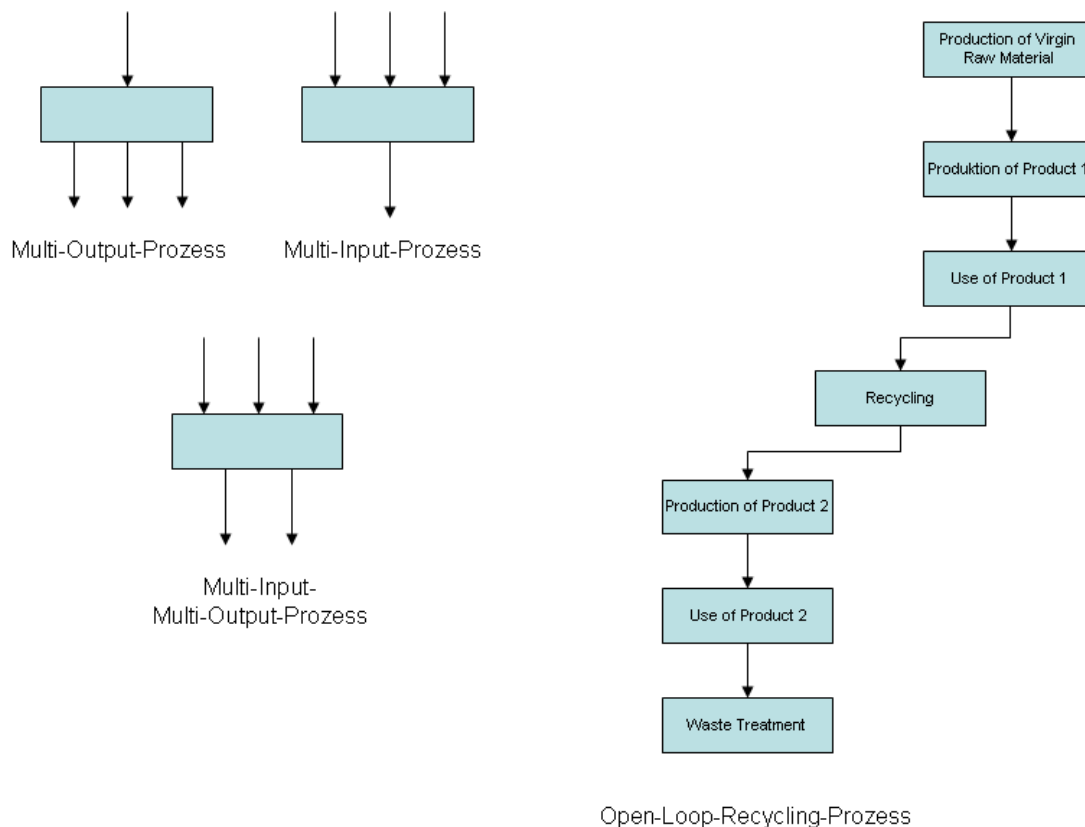 Multi-Output-Prozess
Multi-Input-Prozess
Multi-Input-
Multi-Output-Prozess
Production of Virgin
Raw Material
Produktion of Product 1
Use of Product 1
Recycling
Production of Product 2
Use of Product 2
Waste Treatment
Open-Loop-Recycling-Prozess